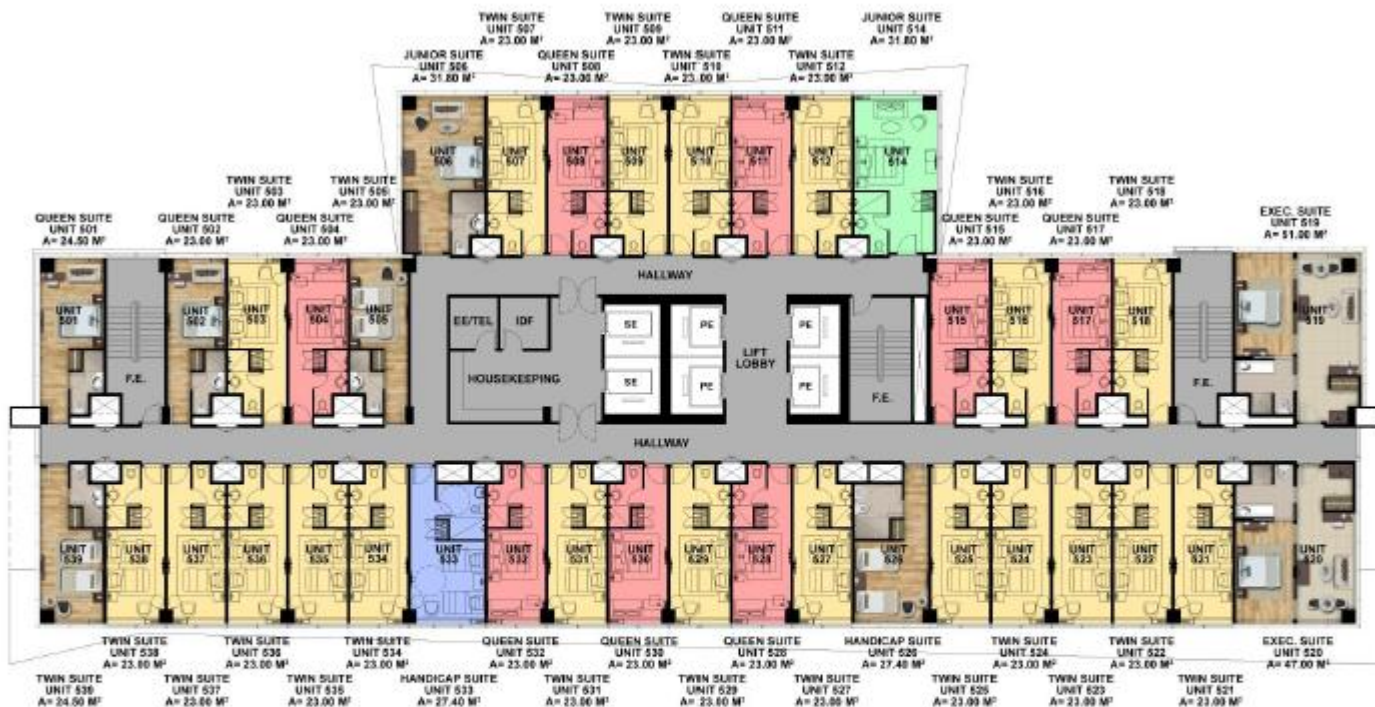 TWIN SUITE
UNIT 507
A= 23.00 M²
TWIN SUITE
UNIT 509
A= 23.00 M²
QUEEN SUITE
UNIT 511
A= 23.00 M²
JUNIOR SUITE
UNIT 514
A= 31.80 M²
JUNIOR SUITE
UNIT 506
A= 31.80 M²
QUEEN SUITE
UNIT 508
A= 23.00 M²
TWIN SUITE
UNIT 510
A= 23.00 M²
TWIN SUITE
UNIT 512
A= 23.00 M²
UNIT
506
UNIT
507
UNIT
508
UNIT
509
UNIT
510
UNIT
511
UNIT
512
UNIT
514
TWIN SUITE
UNIT 503
A= 23.00 M²
TWIN SUITE
UNIT 505
A= 23.00 M²
QUEEN SUITE
UNIT 501
A= 24.50 M²
QUEEN SUITE
UNIT 502
A= 23.00 M²
QUEEN SUITE
UNIT 504
A= 23.00 M²
TWIN SUITE
UNIT 516
A= 23.00 M²
TWIN SUITE
UNIT 518
A= 23.00 M²
QUEEN SUITE
UNIT 515
A= 23.00 M²
QUEEN SUITE
UNIT 517
A= 23.00 M²
EXEC. SUITE
UNIT 519
A= 51.00 M²
HALLWAY
UNIT
501
F.E.
UNIT
502
UNIT
503
UNIT
504
UNIT
505
EE/TEL
IDF
HOUSEKEEPING
SE
SE
PE
PE
LIFT
LOBBY
PE
PE
F.E.
UNIT
515
UNIT
516
UNIT
517
UNIT
518
F.E.
UNIT
519
HALLWAY
UNIT
539
UNIT
538
UNIT
537
UNIT
536
UNIT
535
UNIT
534
UNIT
533
UNIT
532
UNIT
531
UNIT
530
UNIT
529
UNIT
528
UNIT
527
UNIT
526
UNIT
525
UNIT
524
UNIT
523
UNIT
522
UNIT
521
UNIT
520
TWIN SUITE
UNIT 538
A= 23.00 M²
TWIN SUITE
UNIT 536
A= 23.00 M²
TWIN SUITE
UNIT 534
A= 23.00 M²
QUEEN SUITE
UNIT 532
A= 23.00 M²
QUEEN SUITE
UNIT 530
A= 23.00 M²
QUEEN SUITE
UNIT 528
A= 23.00 M²
HANDICAP SUITE
UNIT 526
A= 27.40 M²
TWIN SUITE
UNIT 524
A= 23.00 M²
TWIN SUITE
UNIT 522
A= 23.00 M²
EXEC. SUITE
UNIT 520
A= 47.00 M²
TWIN SUITE
UNIT 539
A= 24.50 M²
TWIN SUITE
UNIT 537
A= 23.00 M²
TWIN SUITE
UNIT 535
A= 23.00 M²
HANDICAP SUITE
UNIT 533
A= 27.40 M²
TWIN SUITE
UNIT 531
A= 23.00 M²
TWIN SUITE
UNIT 529
A= 23.00 M²
TWIN SUITE
UNIT 527
A= 23.00 M²
TWIN SUITE
UNIT 525
A= 23.00 M²
TWIN SUITE
UNIT 523
A= 23.00 M²
TWIN SUITE
UNIT 521
A= 23.00 M²